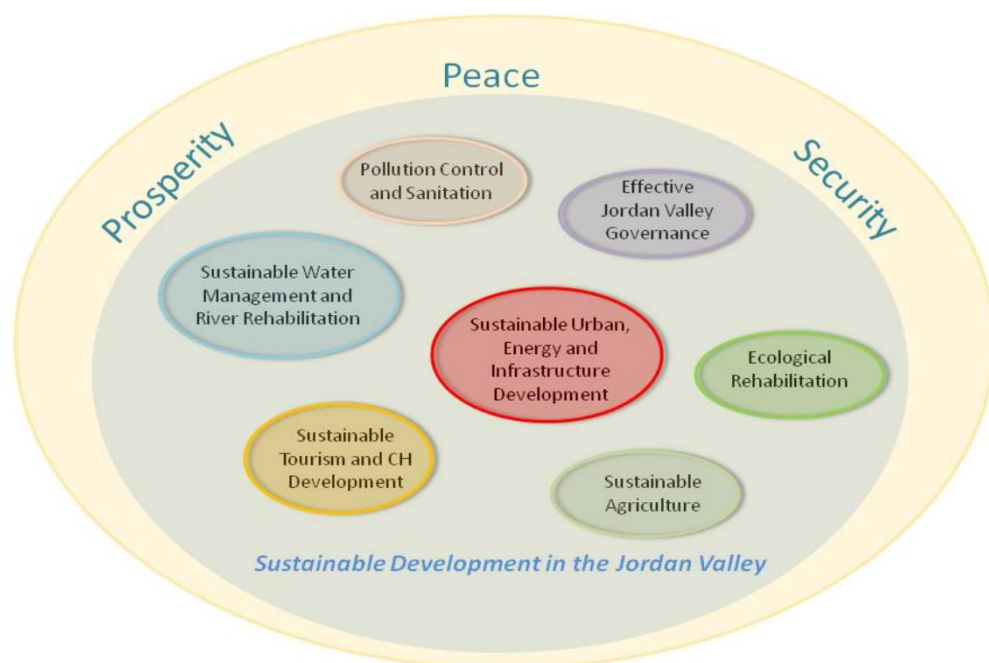 Peace
Prosperity
Security
Pollution Control
and Sanitation
Effective
Jordan Valley
Governance
Sustainable Water
Management and
River Rehabilitation
Sustainable Urban,
Energy and
Infrastructure
Development
Ecological
Rehabilitation
Sustainable
Tourism and CH
Development
Sustainable
Agriculture
Sustainable Development in the Jordan Valley